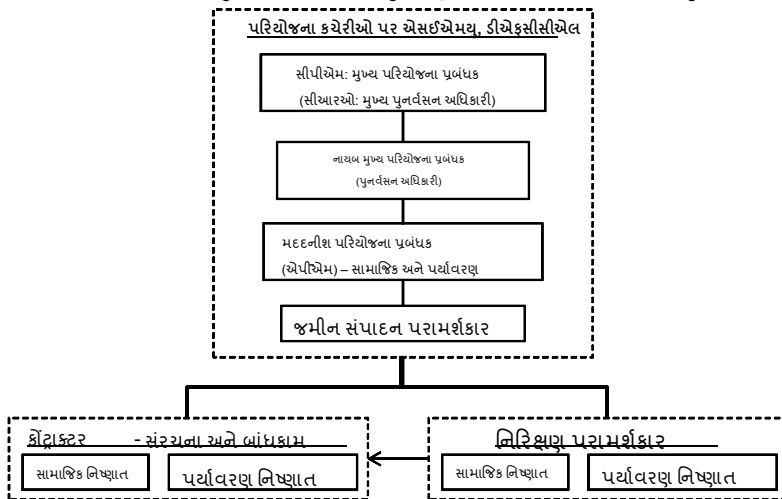 પરિયોજના કચેરીઓ પર એસઈએમયુ, ડીએફસીસીએલ
સીપીએમ: મુખ્ય પરિયોજના પ્રબંધક
(સીઆરઓ: મુખ્ય પુનર્વસન અધિકારી)
નાયબ મુખ્ય પરિયોજના પ્રબંધક
(પુનર્વસન અધિકારી)
મદદનીશ પરિયોજના પ્રબંધક
(એપીએમ) – સામાજિક અને પર્યાવરણ
જમીન સંપાદન પરામર્શકાર
કોંટ્રાક્ટર - સંરચના અને બાંધકામ
સામાજિક નિષ્ણાત પર્યાવરણ નિષ્ણાત
નિરિક્ષણ પરામર્શકાર
સામાજિક નિષ્ણાત પર્યાવરણ નિષ્ણાત